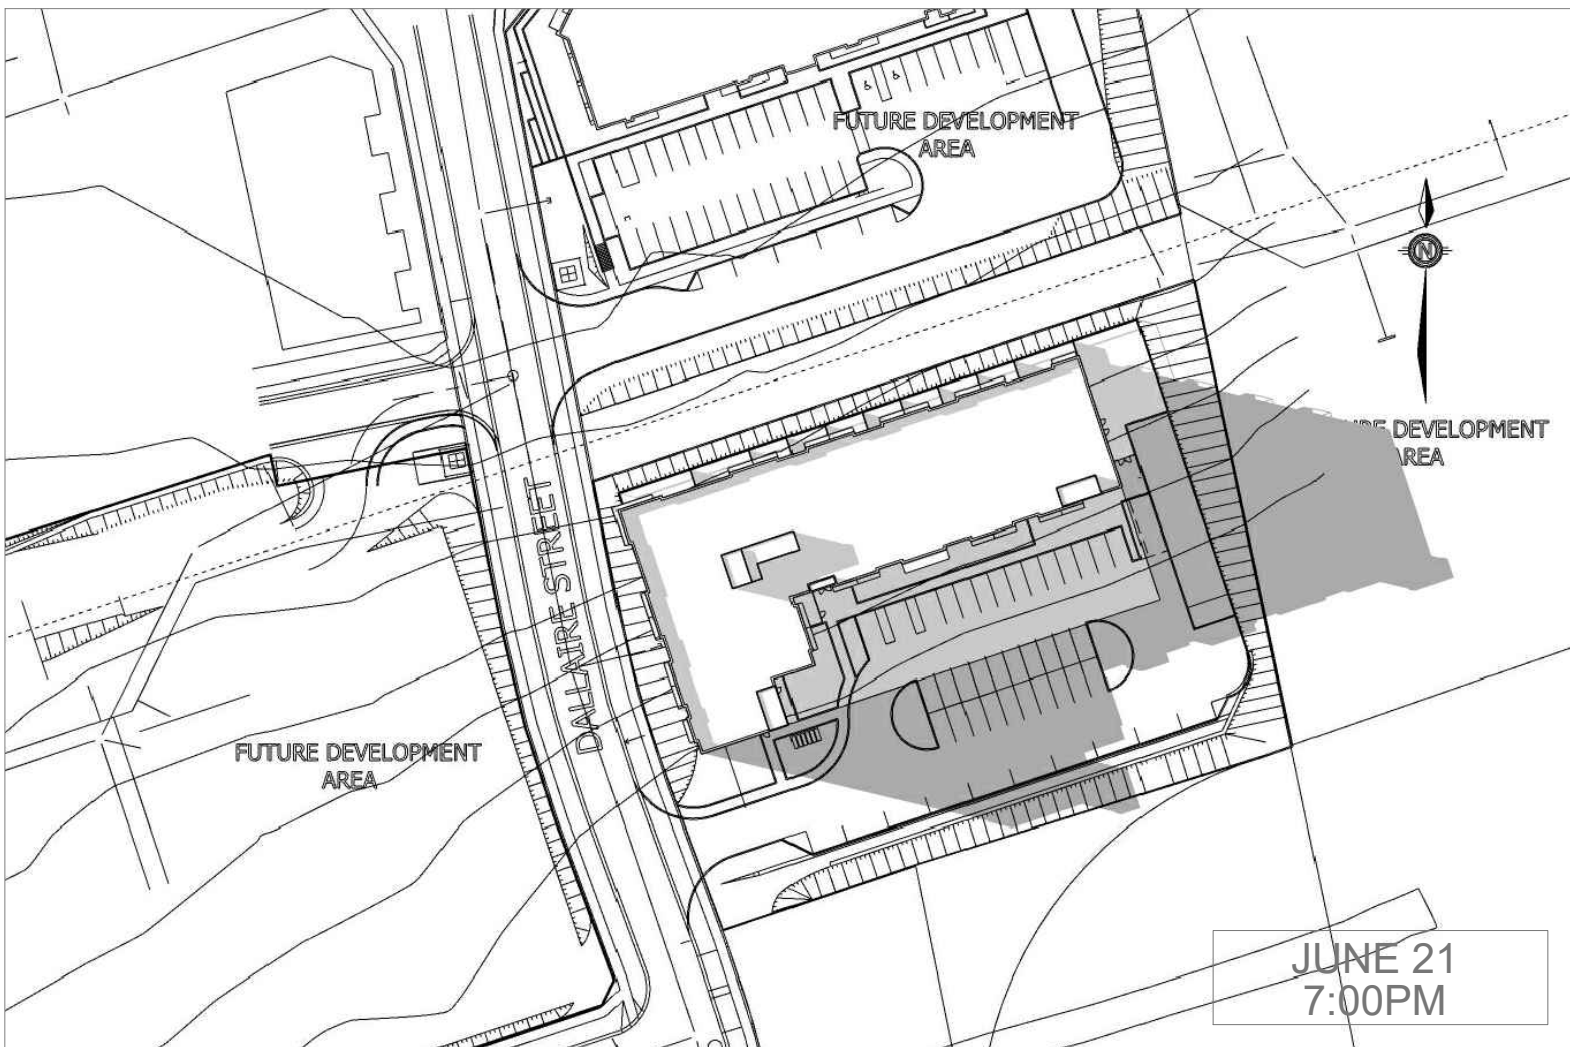 FUTURE DEVELOPMENT
AREA
N
DEVELOPMENT
AREA
DALLAIRE STREET
FUTURE DEVELOPMENT
AREA
JUNE 21
7:00PM